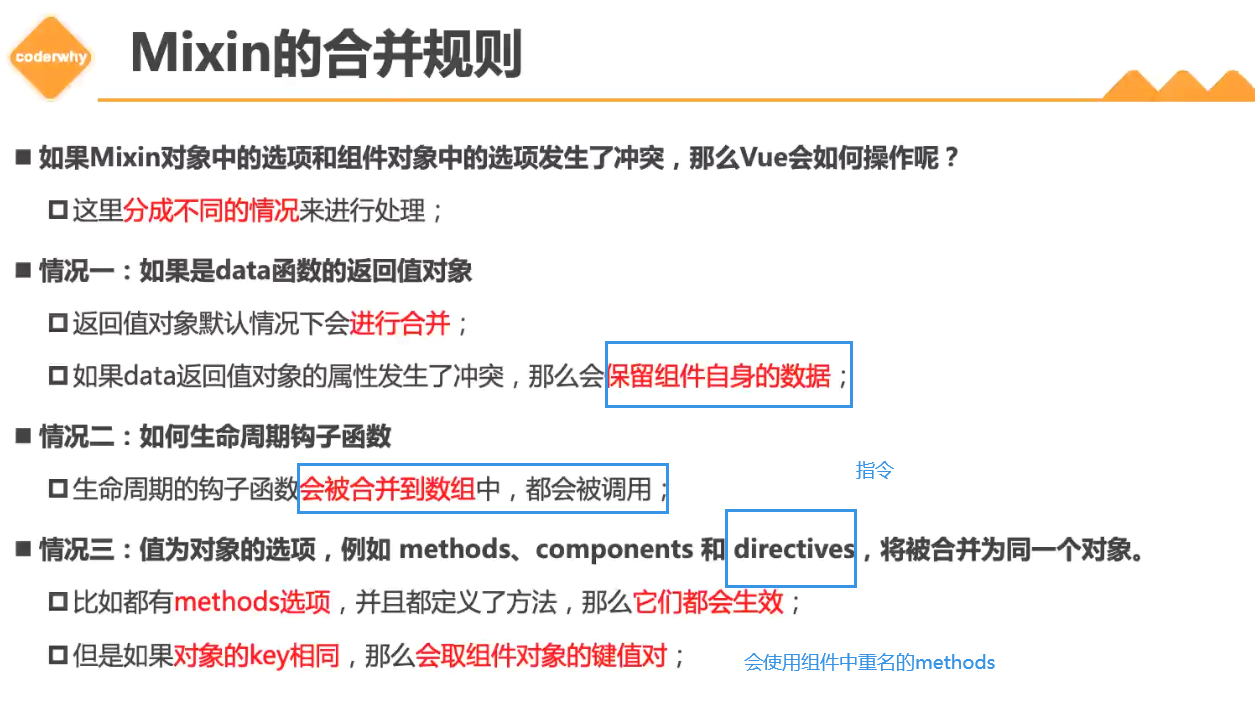 coderwhy
Mixin的合并规则
如果Mixin对象中的选项和组件对象中的选项发生了冲突，那么Vue会如何操作呢？
这里分成不同的情况来进行处理；
情况一：如果是data函数的返回值对象
返回值对象默认情况下会进行合并；
如果data返回值对象的属性发生了冲突，那么会保留组件自身的数据；
情况二：如何生命周期钩子函数
生命周期的钩子函数会被合并到数组中，都会被调用；
指令
情况三：值为对象的选项，例如 methods、components 和 directives，将被合并为同一个对象。
比如都有methods选项，并且都定义了方法，那么它们都会生效；
但是如果对象的key相同，那么会取组件对象的键值对；
会使用组件中重名的methods